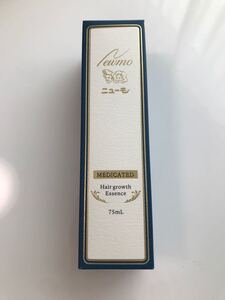 Newmo
ニューモ
MEDICATED
Hair growth
Essence
75mL